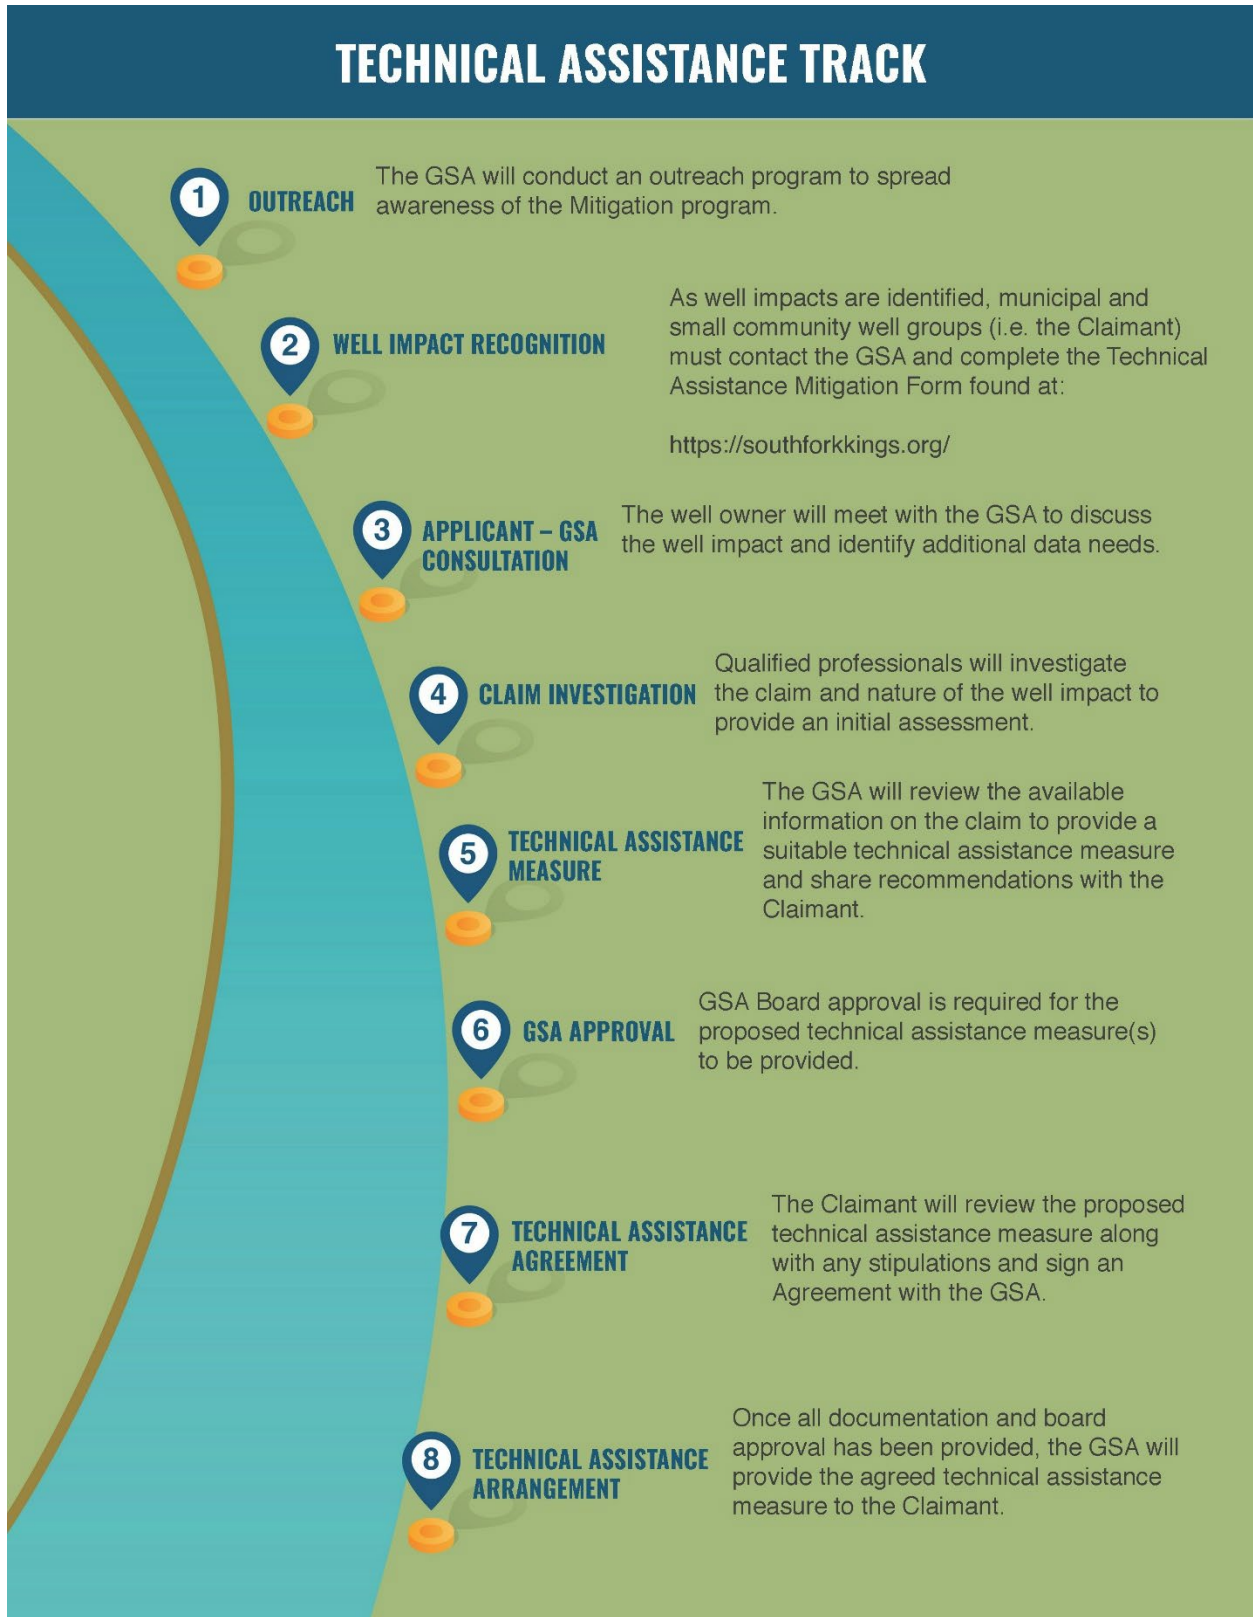 TECHNICAL ASSISTANCE TRACK
1
OUTREACH
The GSA will conduct an outreach program to spread
awareness of the Mitigation program.
2
WELL IMPACT RECOGNITION
As well impacts are identified, municipal and
small community well groups (i.e. the Claimant)
must contact the GSA and complete the Technical
Assistance Mitigation Form found at:
https://southforkkings.org/
3
APPLICANT – GSA
CONSULTATION
The well owner will meet with the GSA to discuss
the well impact and identify additional data needs.
4
CLAIM INVESTIGATION
Qualified professionals will investigate
the claim and nature of the well impact to
provide an initial assessment.
5
TECHNICAL ASSISTANCE
MEASURE
The GSA will review the available
information on the claim to provide a
suitable technical assistance measure
and share recommendations with the
Claimant.
6
GSA APPROVAL
GSA Board approval is required for the
proposed technical assistance measure(s)
to be provided.
7
TECHNICAL ASSISTANCE
AGREEMENT
The Claimant will review the proposed
technical assistance measure along
with any stipulations and sign an
Agreement with the GSA.
8
TECHNICAL ASSISTANCE
ARRANGEMENT
Once all documentation and board
approval has been provided, the GSA will
provide the agreed technical assistance
measure to the Claimant.